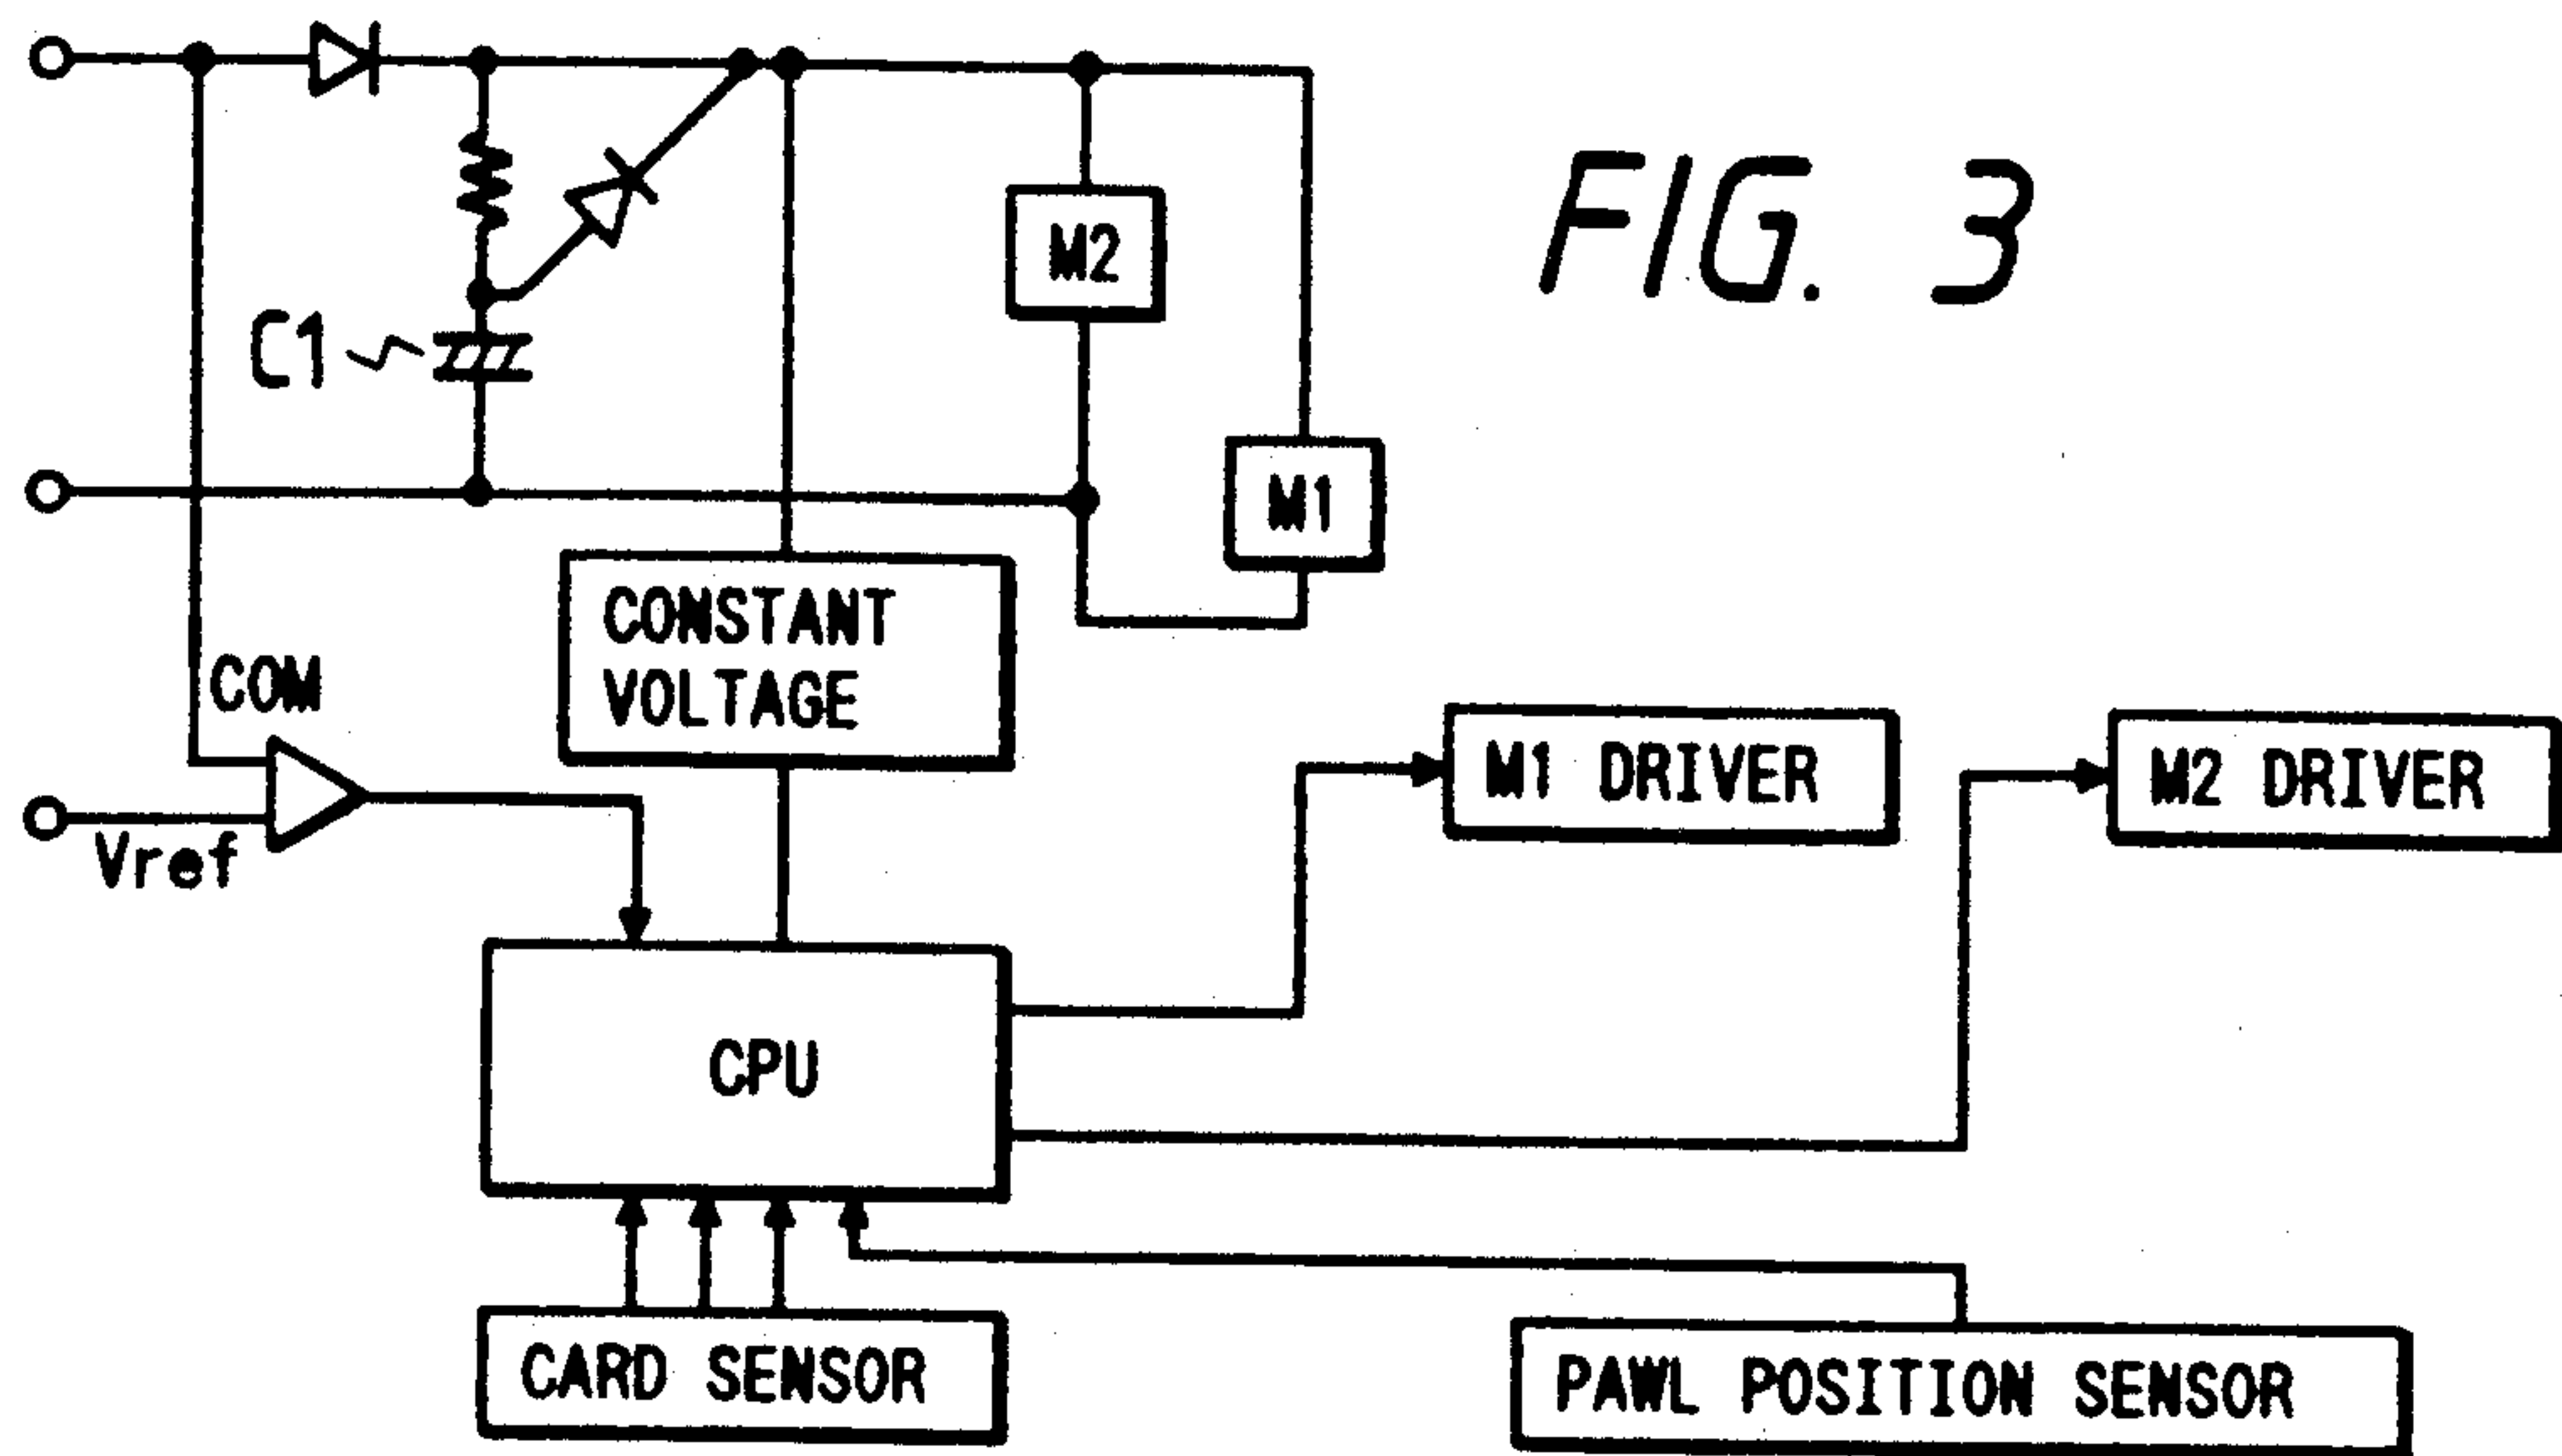 FIG. 3
M2
C1
M1
CONSTANT
VOLTAGE
COM
Vref
M1 DRIVER
M2 DRIVER
CPU
CARD SENSOR
PAWL POSITION SENSOR